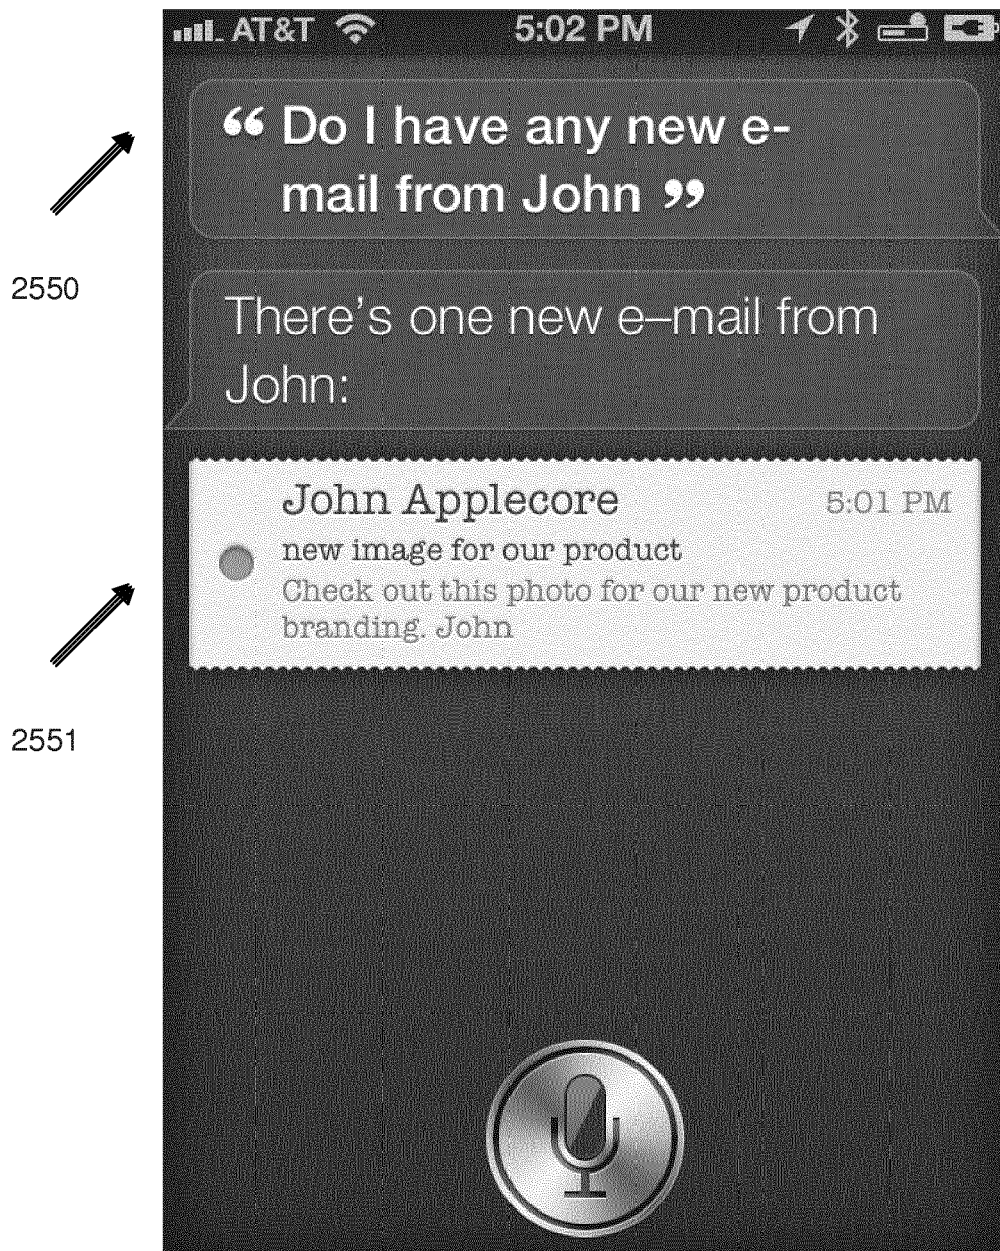 AT&T 5:02 PM
“ Do I have any new e-
mail from John ”
2550
There’s one new e–mail from
John:
John Applecore 5:01 PM
new image for our product
Check out this photo for our new product
branding. John
2551